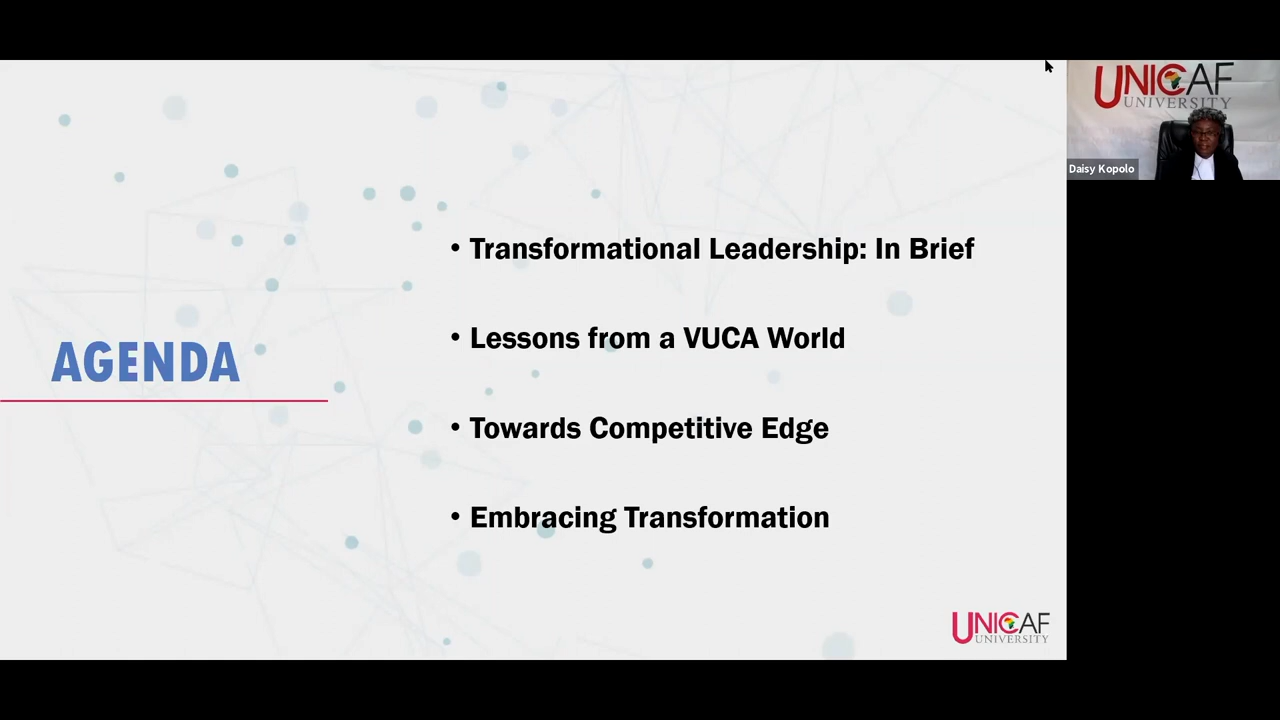 AGENDA
• Transformational Leadership: In Brief
• Lessons from a VUCA World
• Towards Competitive Edge
• Embracing Transformation
UNICAF
UNIVERSITY
UNICAF
UNIVERSITY
Daisy Kopolo